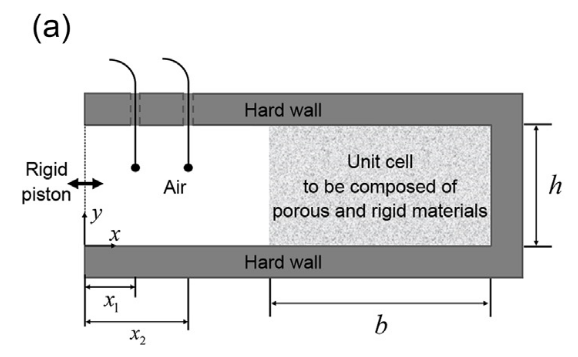 (a)
Hard wall
Rigid
piston
Air
Unit cell
to be composed of
porous and rigid materials
h
y
x
Hard wall
x₁
x₂
b